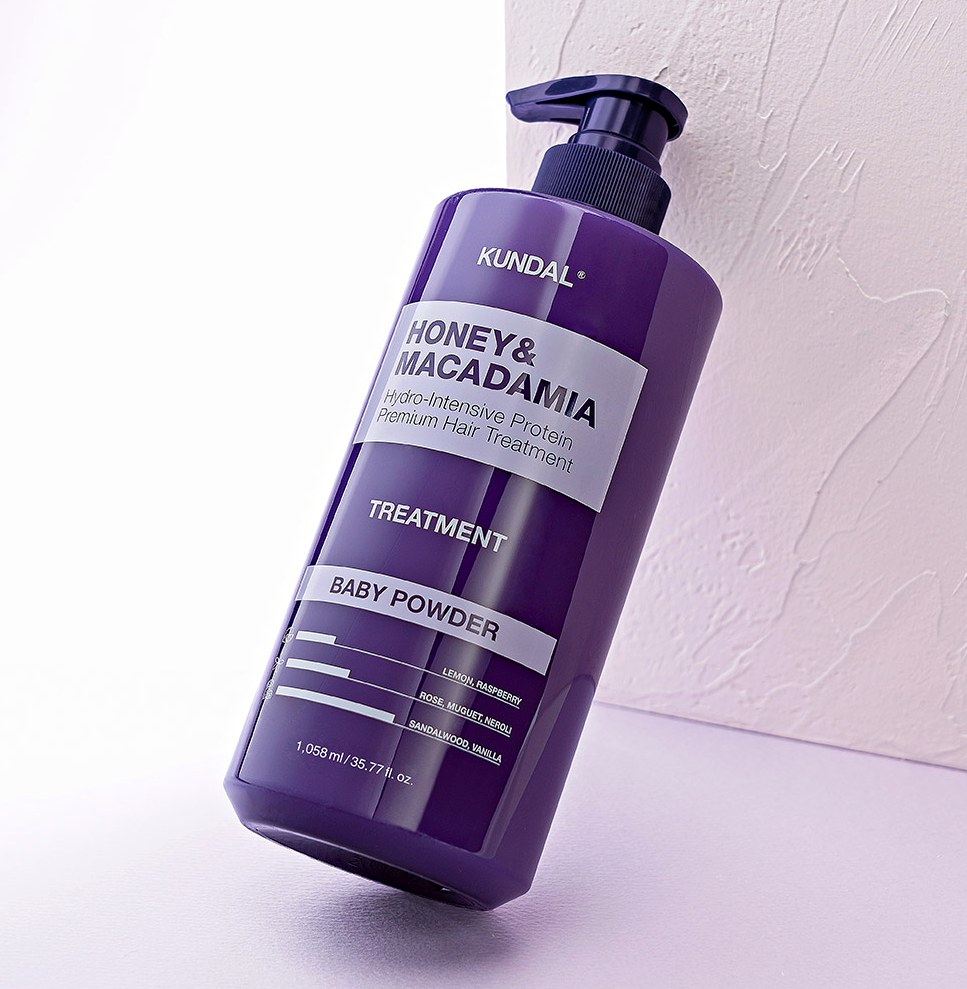 KUNDAL®
HONEY&
MACADAMIA
Hydro-Intensive Protein
Premium Hair Treatment
TREATMENT
BABY POWDER
LEMON, RASPBERRY
ROSE, MUGUET, NEROLI
SANDALWOOD, VANILLA
1,058 ml / 35.77 fl. oz.